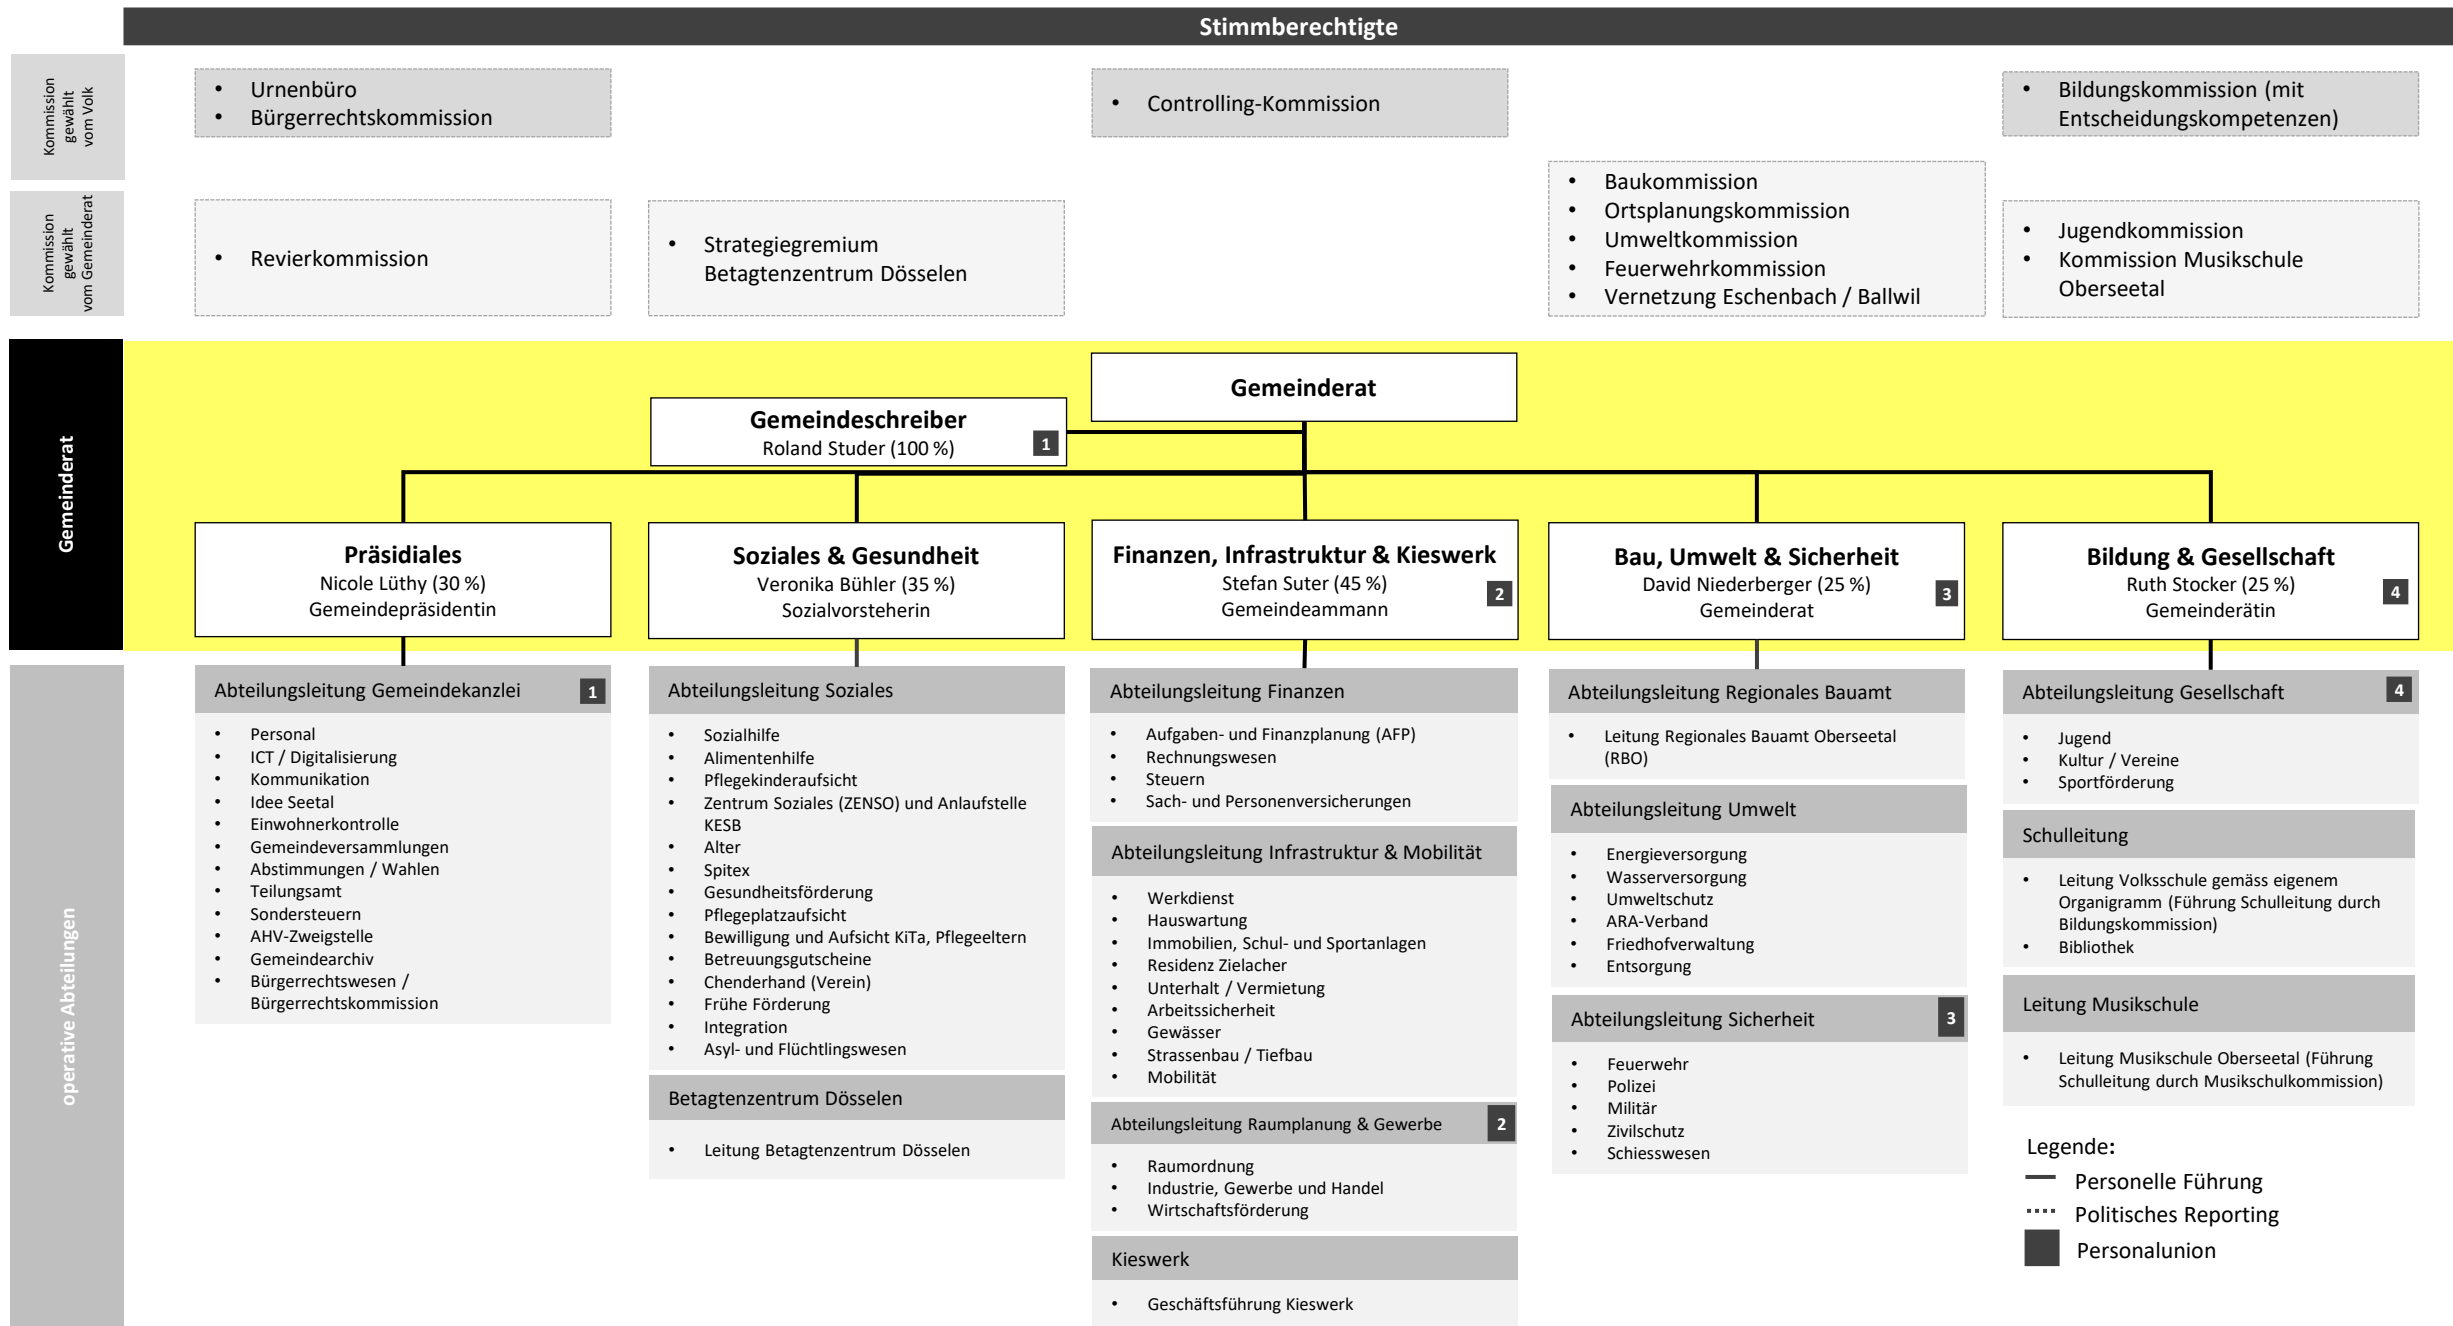 Stimmberechtigte
Kommission
gewählt
vom Volk
• Urnenbüro
• Bürgerrechtskommission
• Controlling-Kommission
• Bildungskommission (mit
Entscheidungskompetenzen)
Kommission
gewählt
vom Gemeinderat
• Revierkommission
• Strategiegremium
Betagtenzentrum Dösselen
• Baukommission
• Ortsplanungskommission
• Umweltkommission
• Feuerwehrkommission
• Vernetzung Eschenbach / Ballwil
• Jugendkommission
• Kommission Musikschule
Oberseetal
Gemeinderat
Gemeinderat
Gemeindeschreiber
Roland Studer (100 %)
1
Präsidiales
Nicole Lüthy (30 %)
Gemeindepräsidentin
Soziales & Gesundheit
Veronika Bühler (35 %)
Sozialvorsteherin
Finanzen, Infrastruktur & Kieswerk
Stefan Suter (45 %)
Gemeindeammann
2
Bau, Umwelt & Sicherheit
David Niederberger (25 %)
Gemeinderat
3
Bildung & Gesellschaft
Ruth Stocker (25 %)
Gemeinderätin
4
operative Abteilungen
Abteilungsleitung Gemeindekanzlei 1
• Personal
• ICT / Digitalisierung
• Kommunikation
• Idee Seetal
• Einwohnerkontrolle
• Gemeindeversammlungen
• Abstimmungen / Wahlen
• Teilungsamt
• Sondersteuern
• AHV-Zweigstelle
• Gemeindearchiv
• Bürgerrechtswesen /
Bürgerrechtskommission
Abteilungsleitung Soziales
• Sozialhilfe
• Alimentenhilfe
• Pflegekinderaufsicht
• Zentrum Soziales (ZENSO) und Anlaufstelle
KESB
• Alter
• Spitex
• Gesundheitsförderung
• Pflegeplatzaufsicht
• Bewilligung und Aufsicht KiTa, Pflegeeltern
• Betreuungsgutscheine
• Chenderhand (Verein)
• Frühe Förderung
• Integration
• Asyl- und Flüchtlingswesen
Betagtenzentrum Dösselen
• Leitung Betagtenzentrum Dösselen
Abteilungsleitung Finanzen
• Aufgaben- und Finanzplanung (AFP)
• Rechnungswesen
• Steuern
• Sach- und Personenversicherungen
Abteilungsleitung Infrastruktur & Mobilität
• Werkdienst
• Hauswartung
• Immobilien, Schul- und Sportanlagen
• Residenz Zielacher
• Unterhalt / Vermietung
• Arbeitssicherheit
• Gewässer
• Strassenbau / Tiefbau
• Mobilität
Abteilungsleitung Raumplanung & Gewerbe 2
• Raumordnung
• Industrie, Gewerbe und Handel
• Wirtschaftsförderung
Kieswerk
• Geschäftsführung Kieswerk
Abteilungsleitung Regionales Bauamt
• Leitung Regionales Bauamt Oberseetal
(RBO)
Abteilungsleitung Umwelt
• Energieversorgung
• Wasserversorgung
• Umweltschutz
• ARA-Verband
• Friedhofverwaltung
• Entsorgung
Abteilungsleitung Sicherheit 3
• Feuerwehr
• Polizei
• Militär
• Zivilschutz
• Schiesswesen
Abteilungsleitung Gesellschaft 4
• Jugend
• Kultur / Vereine
• Sportförderung
Schulleitung
• Leitung Volksschule gemäss eigenem
Organigramm (Führung Schulleitung durch
Bildungskommission)
• Bibliothek
Leitung Musikschule
• Leitung Musikschule Oberseetal (Führung
Schulleitung durch Musikschulkommission)
Legende:
Personelle Führung
Politisches Reporting
Personalunion